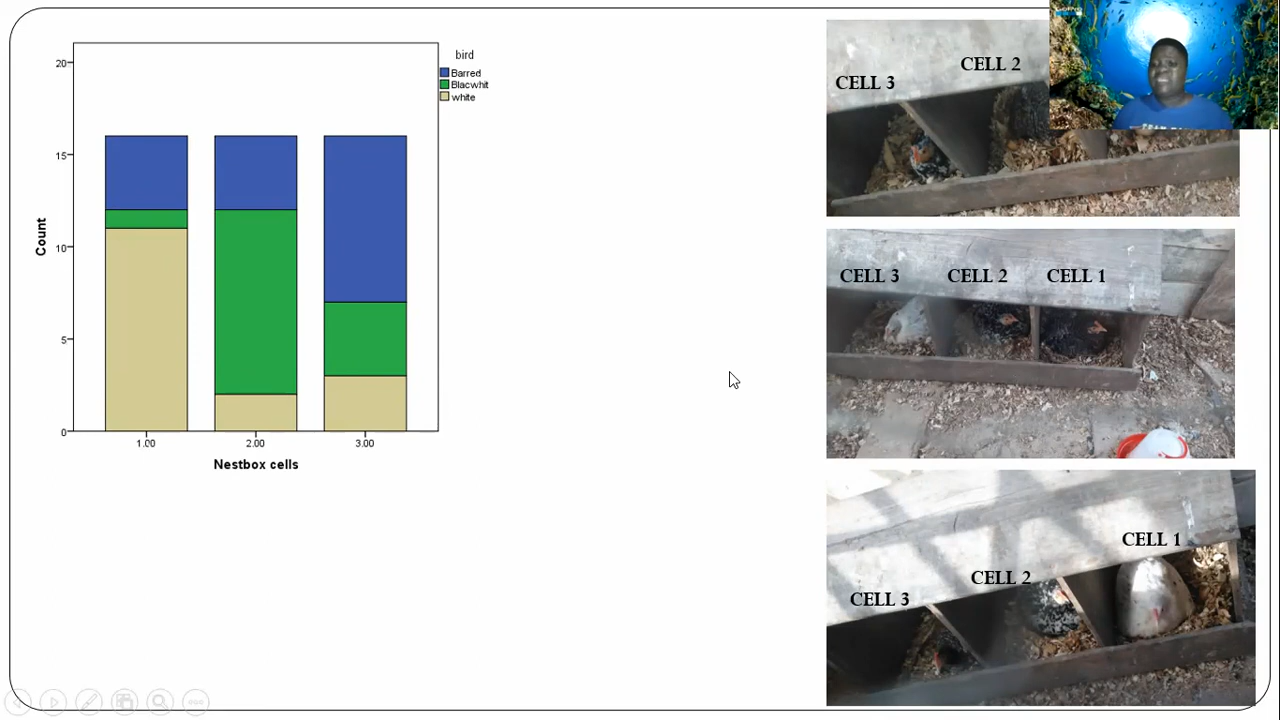 bird
Barred
Blacwhit
white
20
15
10
5
0
Count
1.00
2.00
3.00
Nestbox cells
CELL 3
CELL 2
CELL 3
CELL 2
CELL 1
CELL 1
CELL 2
CELL 3